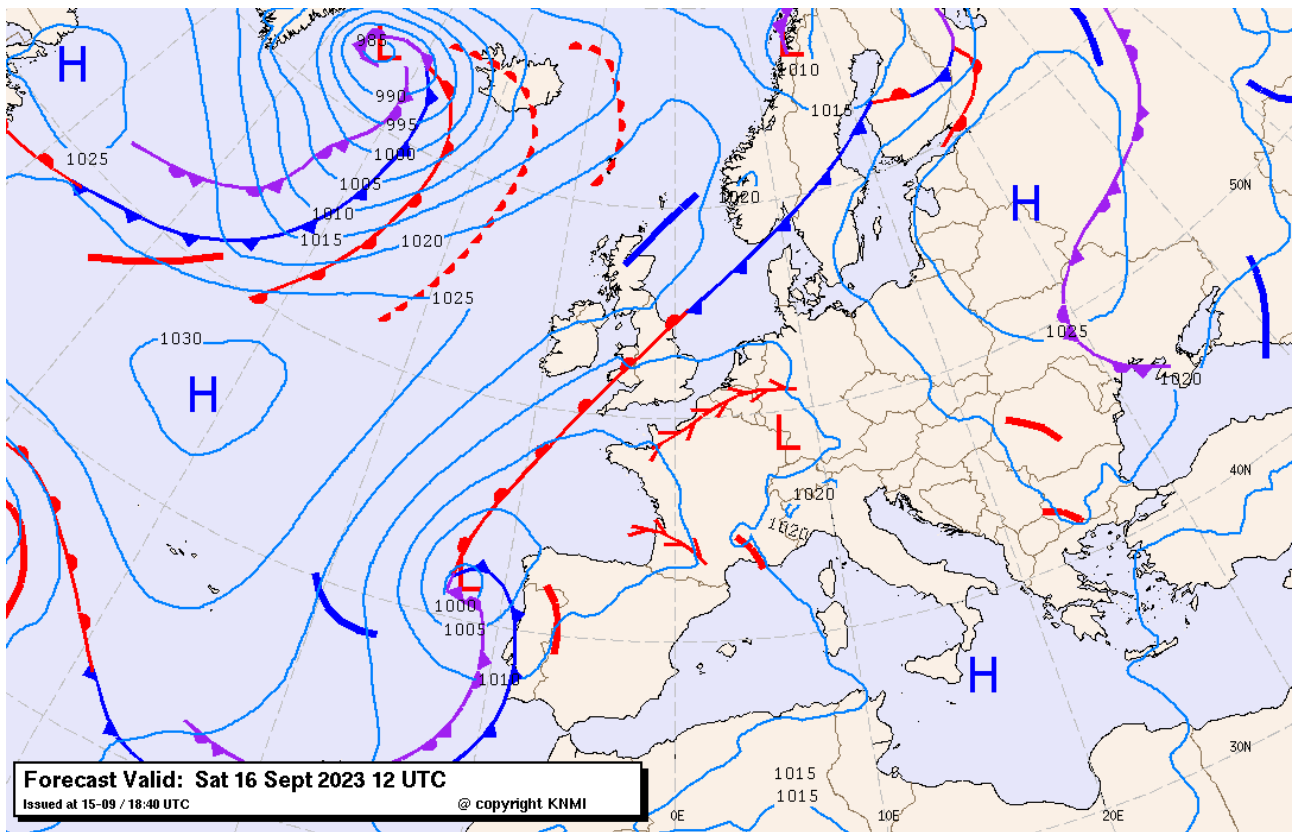 985
L
H
L
1010
990
1015
995
1025
1000
1005
50N
1020
H
1010
1015
1020
1025
1025
1030
1020
H
L
40N
1020
1020
L
1000
1005
H
1010
30N
1015
1015
Forecast Valid: Sat 16 Sept 2023 12 UTC
Issued at 15-09 / 18:40 UTC
@ copyright KNMI
0E
10E
20E